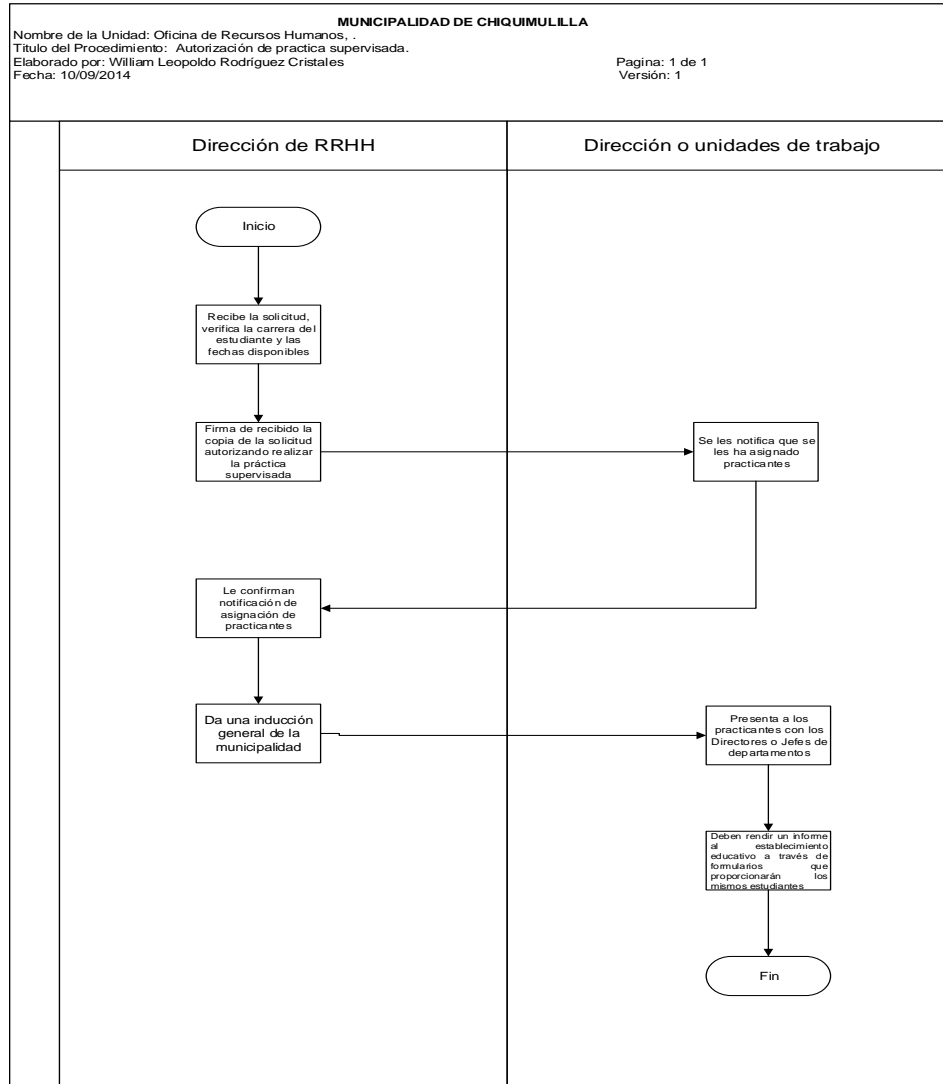 MUNICIPALIDAD DE CHIQUIMULILLA
Nombre de la Unidad: Oficina de Recursos Humanos, .
Titulo del Procedimiento: Autorización de practica supervisada.
Elaborado por: William Leopoldo Rodríguez Cristales
Pagina: 1 de 1
Fecha: 10/09/2014
Versión: 1
Dirección de RRHH
Dirección o unidades de trabajo
Inicio
Recibe la solicitud,
verifica la carrera del
estudiante y las
fechas disponibles
Firma de recibido la
copia de la solicitud
autorizando realizar
la práctica
supervisada
Se les notifica que se
les ha asignado
practicantes
Le confirman
notificación de
asignación de
practicantes
Da una inducción
general de la
municipalidad
Presenta a los
practicantes con los
Directores o Jefes de
departamentos
Deben rendir un informe
al establecimiento
educativo a través de
formularios que
proporcionarán los
mismos estudiantes
Fin